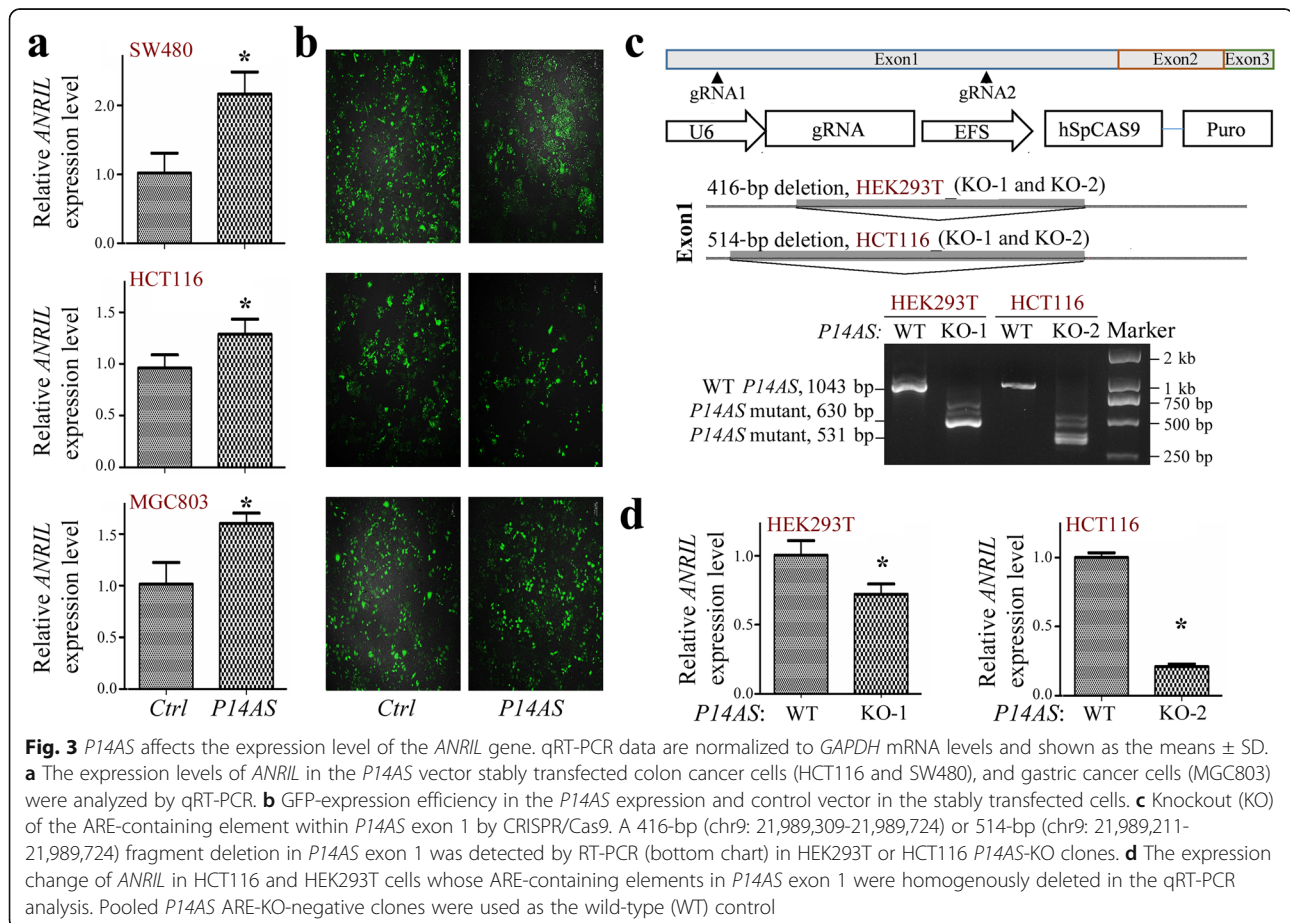 a
SW480
*
Relative ANRIL
expression level
2.0
1.0
0.0
HCT116
*
Relative ANRIL
expression level
1.5
1.0
0.5
0.0
MGC803
*
Relative ANRIL
expression level
1.5
1.0
0.5
0.0
Ctrl P14AS
b
Ctrl P14AS
c
Exon1 Exon2 Exon3
gRNA1 gRNA2
U6 gRNA EFS hSpCAS9 Puro
Exon1
416-bp deletion, HEK293T_(KO-1 and KO-2)
514-bp deletion, HCT116_(KO-1 and KO-2)
HEK293T HCT116
P14AS: WT KO-1 WT KO-2 Marker
WT P14AS, 1043 bp
P14AS mutant, 630 bp
P14AS mutant, 531 bp
2 kb
1 kb
750 bp
500 bp
250 bp
d
HEK293T
*
Relative ANRIL
expression level
1.0
0.5
0.0
P14AS: WT KO-1
HCT116
*
Relative ANRIL
expression level
1.0
0.5
0.0
P14AS: WT KO-2
Fig. 3 P14AS affects the expression level of the ANRIL gene. qRT-PCR data are normalized to GAPDH mRNA levels and shown as the means ± SD.
a The expression levels of ANRIL in the P14AS vector stably transfected colon cancer cells (HCT116 and SW480), and gastric cancer cells (MGC803)
were analyzed by qRT-PCR. b GFP-expression efficiency in the P14AS expression and control vector in the stably transfected cells. c Knockout (KO)
of the ARE-containing element within P14AS exon 1 by CRISPR/Cas9. A 416-bp (chr9: 21,989,309-21,989,724) or 514-bp (chr9: 21,989,211-
21,989,724) fragment deletion in P14AS exon 1 was detected by RT-PCR (bottom chart) in HEK293T or HCT116 P14AS-KO clones. d The expression
change of ANRIL in HCT116 and HEK293T cells whose ARE-containing elements in P14AS exon 1 were homogenously deleted in the qRT-PCR
analysis. Pooled P14AS ARE-KO-negative clones were used as the wild-type (WT) control